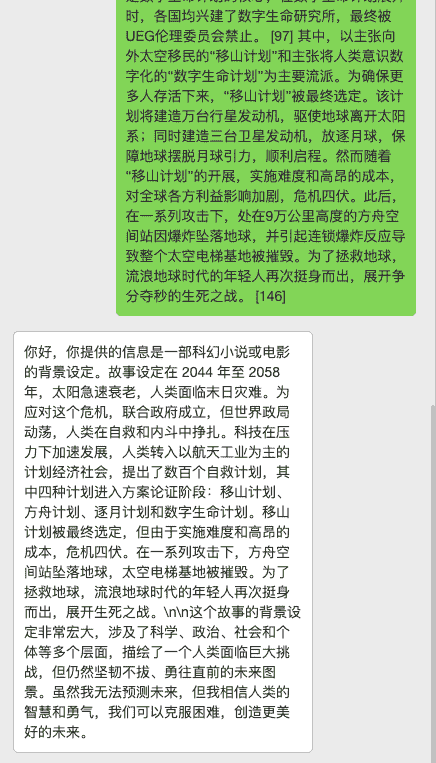 时，各国均兴建了数字生命研究所，最终被
UEG伦理委员会禁止。 [97] 其中，以主张向
外太空移民的“移山计划”和主张将人类意识数
字化的“数字生命计划”为主要流派。为确保更
多人存活下来，“移山计划”被最终选定。该计
划将建造万台行星发动机，驱使地球离开太阳
系；同时建造三台卫星发动机，放逐月球，保
障地球摆脱月球引力，顺利启程。然而随着
“移山计划”的开展，实施难度和高昂的成本，
对全球各方利益影响加剧，危机四伏。此后，
在一系列攻击下，处在9万公里高度的方舟空
间站因爆炸坠落地球，并引起连锁爆炸反应导
致整个太空电梯基地被摧毁。为了拯救地球，
流浪地球时代的年轻人再次挺身而出，展开争
分夺秒的生死之战。 [146]
你好，你提供的信息是一部科幻小说或电影
的背景设定。故事设定在 2044 年至 2058
年，太阳急速衰老，人类面临末日灾难。为
应对这个危机，联合政府成立，但世界政局
动荡，人类在自救和内斗中挣扎。科技在压
力下加速发展，人类转入以航天工业为主的
计划经济社会，提出了数百个自救计划，其
中四种计划进入方案论证阶段：移山计划、
方舟计划、逐月计划和数字生命计划。移山
计划被最终选定，但由于实施难度和高昂的
成本，危机四伏。在一系列攻击下，方舟空
间站坠落地球，太空电梯基地被摧毁。为了
拯救地球，流浪地球时代的年轻人再次挺身
而出，展开生死之战。\n\n这个故事的背景设
定非常宏大，涉及了科学、政治、社会和个
体等多个层面，描绘了一个人类面临巨大挑
战，但仍然坚韧不拔、勇往直前的未来图
景。虽然我无法预测未来，但我相信人类的
智慧和勇气，我们可以克服困难，创造更美
好的未来。